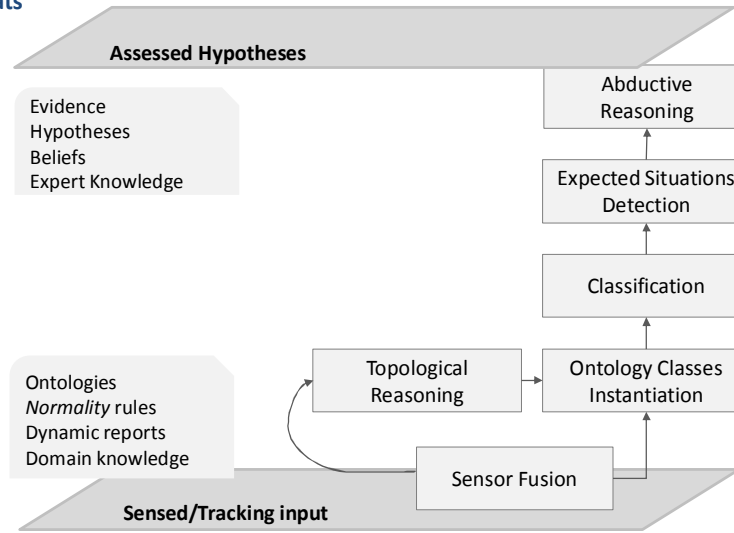 Assessed Hypotheses
Evidence
Hypotheses
Beliefs
Expert Knowledge
Abductive
Reasoning
Expected Situations
Detection
Classification
Topological
Reasoning
Ontology Classes
Instantiation
Ontologies
Normality rules
Dynamic reports
Domain knowledge
Sensor Fusion
Sensed/Tracking input